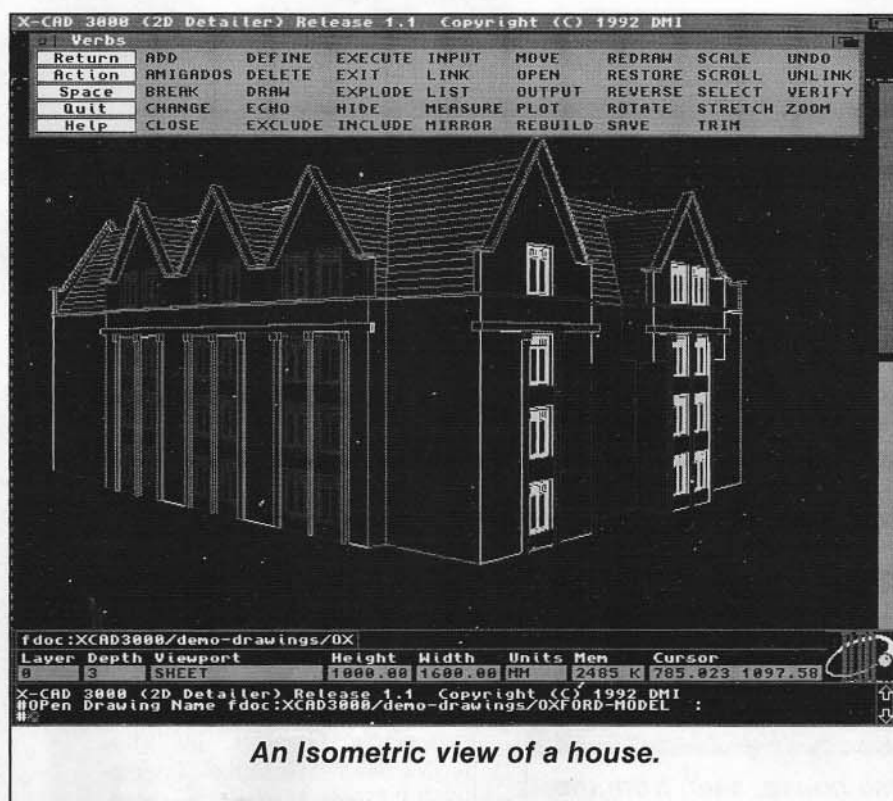 X-CAD 3000 (2D Detailer) Release 1.1 Copyright (C) 1992 DMI
Verbs
Return ADD DEFINE EXECUTE INPUT MOVE REDRAW SCALE UNDO
Action AMIGADOS DELETE EXIT LINK OPEN RESTORE SCROLL UNLINK
Space BREAK DRAW EXPLODE LIST OUTPUT REVERSE SELECT VERIFY
Quit CHANGE ECHO HIDE MEASURE PLOT ROTATE STRETCH ZOOM
Help CLOSE EXCLUDE INCLUDE MIRROR REBUILD SAVE TRIM
fdoc:XCAD3000/demo-drawings/OX
Layer Depth Viewport Height Width Units Mem Cursor
0 3 SHEET 1000.00 1600.00 MM 2485 K 785.023 1097.58
X-CAD 3000 (2D Detailer) Release 1.1 Copyright (C) 1992 DMI
#OPen Drawing Name fdoc:XCAD3000/demo-drawings/OXFORD-MODEL :
#
An Isometric view of a house.